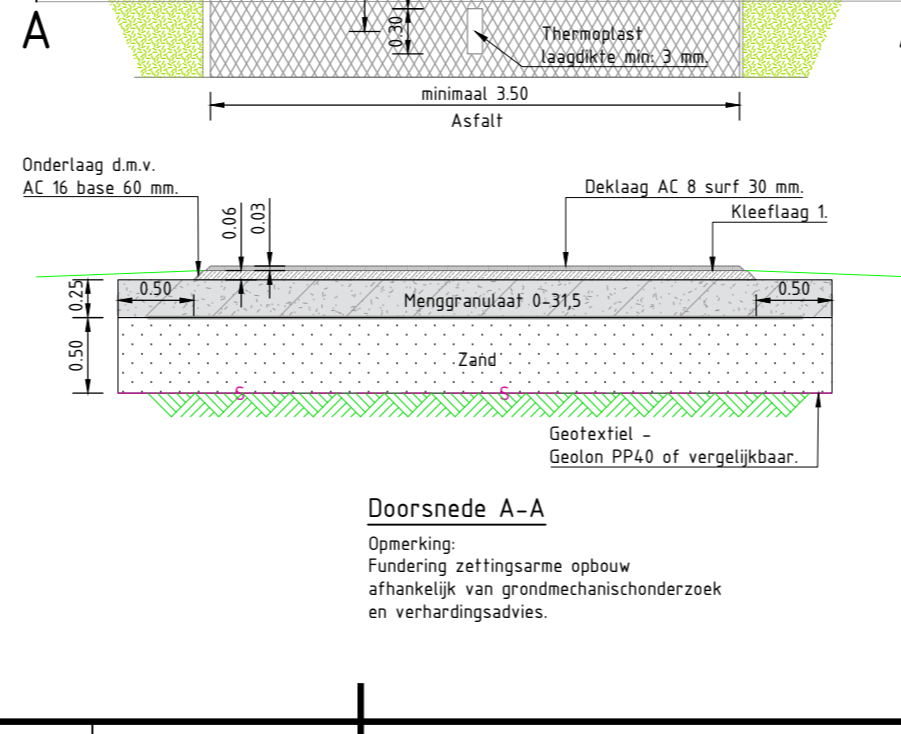 A
0.30
Thermoplast
laagdikte min: 3 mm.
minimaal 3.50
Asfalt
Onderlaag d.m.v.
AC 16 base 60 mm.
0.06
0.03
Deklaag AC 8 surf 30 mm.
Kleeflaag 1.
0.25
0.50
Menggranulaat 0-31,5
0.50
0.50
Zand
S
S
Geotextiel -
Geolon PP40 of vergelijkbaar.
Doorsnede A-A
Opmerking:
Fundering zettingsarme opbouw
afhankelijk van grondmechanischonderzoek
en verhardingsadvies.